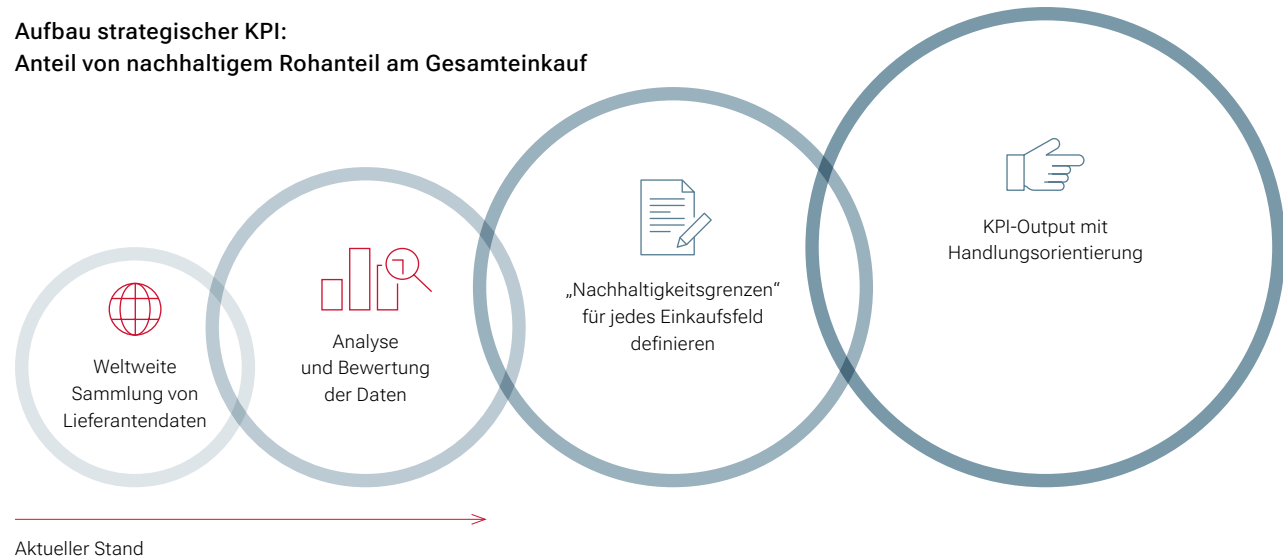 Aufbau strategischer KPI:
Anteil von nachhaltigem Rohanteil am Gesamteinkauf
Weltweite
Sammlung von
Lieferantendaten
Analyse
und Bewertung
der Daten
„Nachhaltigkeitsgrenzen“
für jedes Einkaufsfeld
definieren
KPI-Output mit
Handlungsorientierung
Aktueller Stand